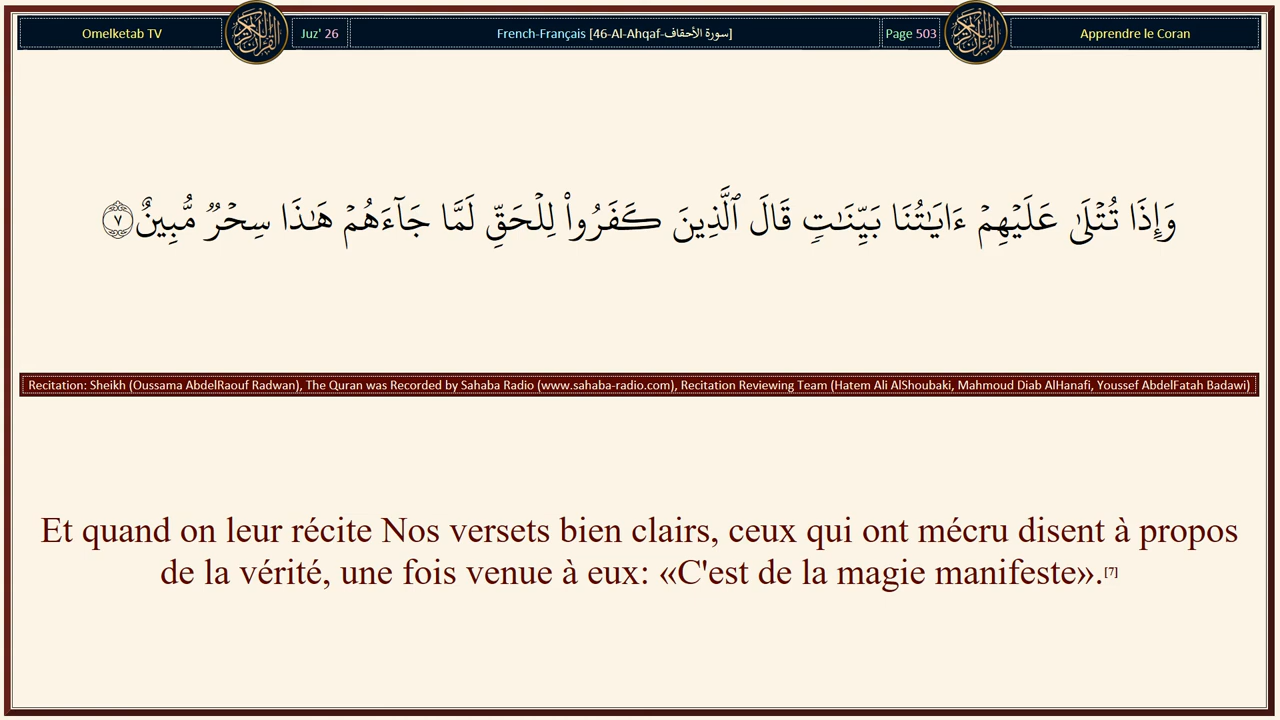 Omelketab TV
Juz' 26
French-Français [46-Al-Ahqaf-سورة الأحقاف]
Page 503
Apprendre le Coran
وَإِذَا تُتۡلَىٰ عَلَيۡهِمۡ ءَايَٰتُنَا بَيِّنَٰتٖ قَالَ ٱلَّذِينَ كَفَرُواْ لِلۡحَقِّ لَمَّا جَآءَهُمۡ هَٰذَا سِحۡرٞ مُّبِينٌ ٧
Recitation: Sheikh (Oussama AbdelRaouf Radwan), The Quran was Recorded by Sahaba Radio (www.sahaba-radio.com), Recitation Reviewing Team (Hatem Ali AlShoubaki, Mahmoud Diab AlHanafi, Youssef AbdelFatah Badawi)
Et quand on leur récite Nos versets bien clairs, ceux qui ont mécru disent à propos
de la vérité, une fois venue à eux: «C'est de la magie manifeste».[7]